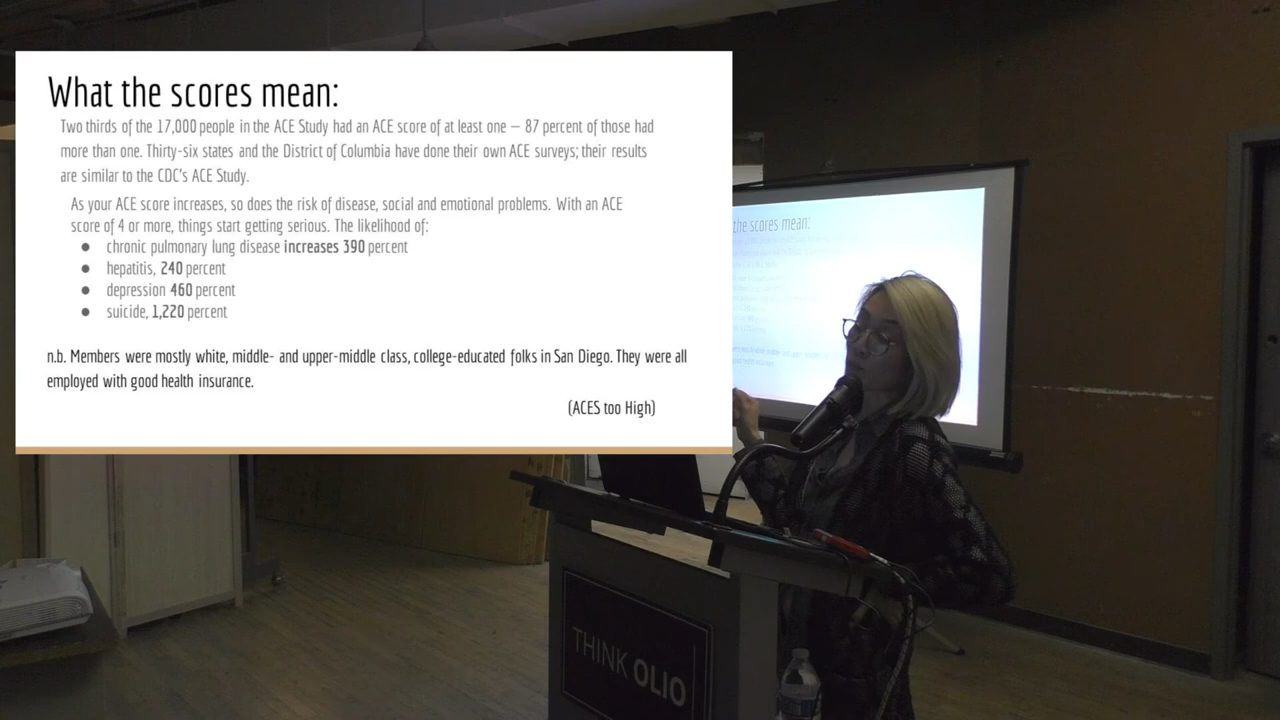 What the scores mean:
Two thirds of the 17,000 people in the ACE Study had an ACE score of at least one – 87 percent of those had
more than one. Thirty-six states and the District of Columbia have done their own ACE surveys; their results
are similar to the CDC's ACE Study.
As your ACE score increases, so does the risk of disease, social and emotional problems. With an ACE
score of 4 or more, things start getting serious. The likelihood of:
● chronic pulmonary lung disease increases 390 percent
● hepatitis, 240 percent
● depression 460 percent
● suicide, 1,220 percent
n.b. Members were mostly white, middle- and upper-middle class, college-educated folks in San Diego. They were all
employed with good health insurance.
(ACES too High)
the scores mean:
THINK OLIO